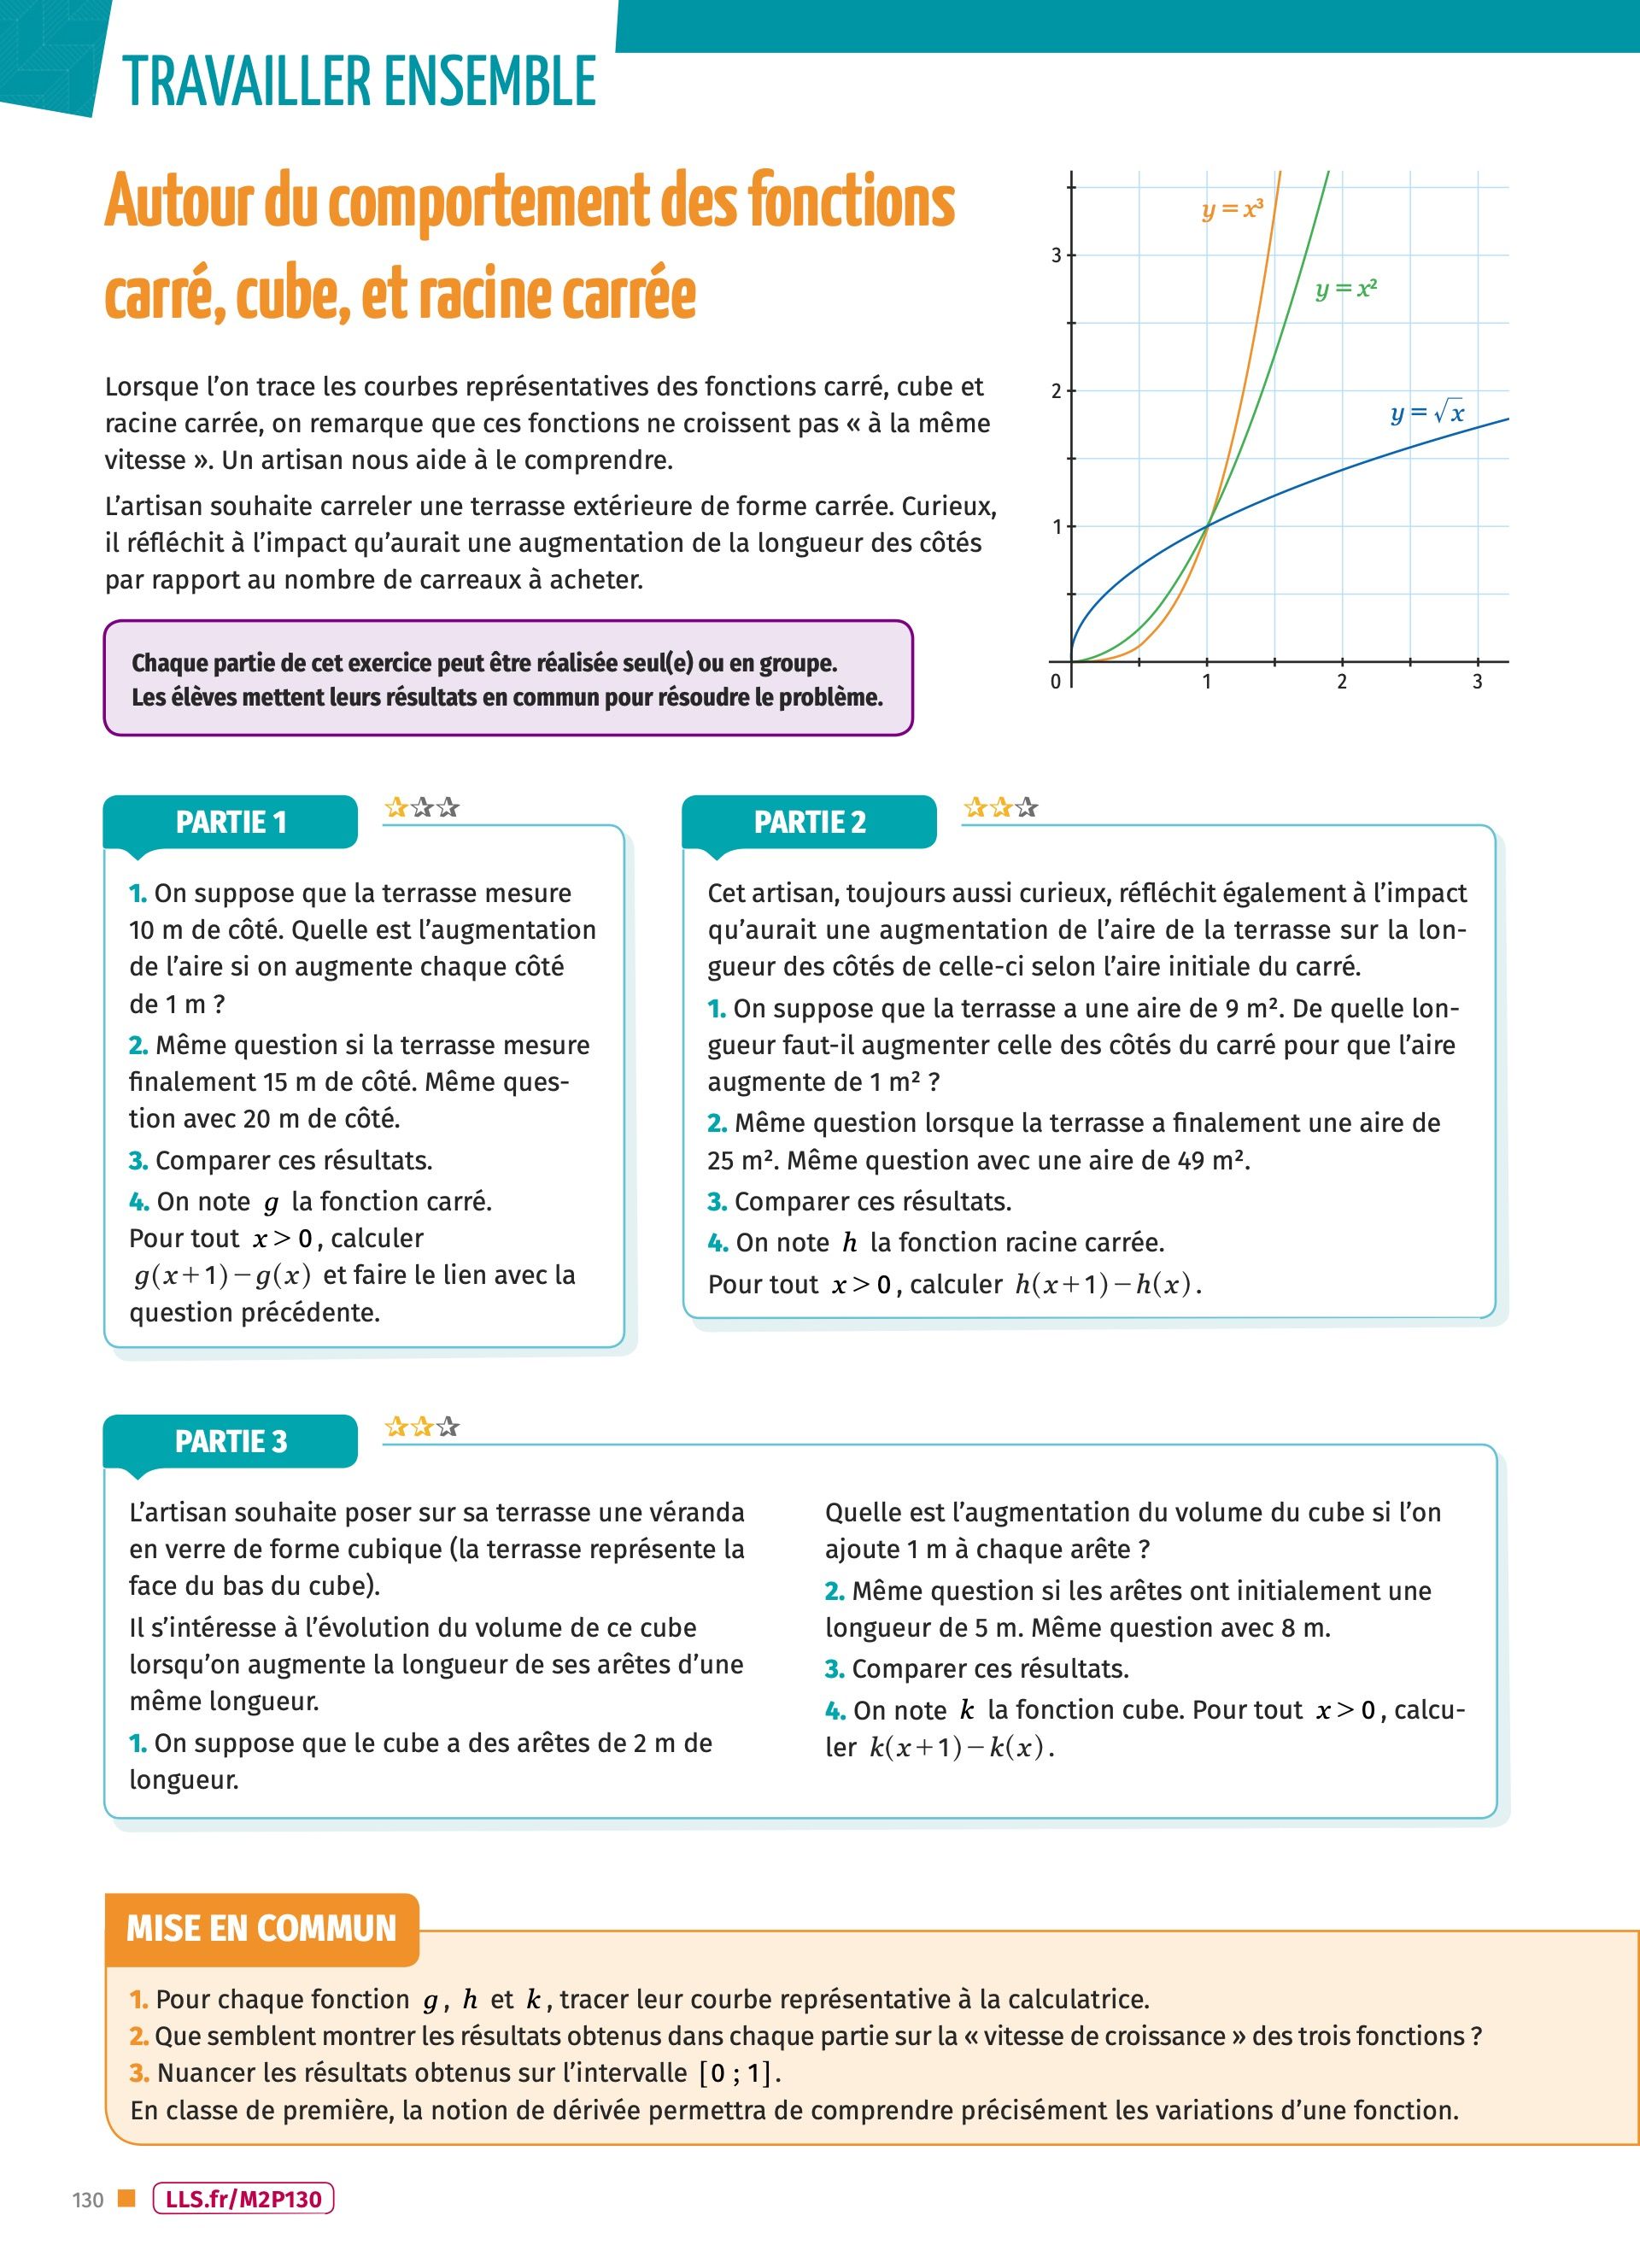 TRAVAILLER ENSEMBLE
Autour du comportement des fonctions
carré, cube, et racine carrée
Lorsque l’on trace les courbes représentatives des fonctions carré, cube et
racine carrée, on remarque que ces fonctions ne croissent pas « à la même
vitesse ». Un artisan nous aide à le comprendre.
L’artisan souhaite carreler une terrasse extérieure de forme carrée. Curieux,
il réfléchit à l’impact qu’aurait une augmentation de la longueur des côtés
par rapport au nombre de carreaux à acheter.
Chaque partie de cet exercice peut être réalisée seul(e) ou en groupe.
Les élèves mettent leurs résultats en commun pour résoudre le problème.
y = x³
3
y = x²
2
y = √x
1
0 1 2 3
PARTIE 1
1. On suppose que la terrasse mesure
10 m de côté. Quelle est l’augmentation
de l’aire si on augmente chaque côté
de 1 m ?
2. Même question si la terrasse mesure
finalement 15 m de côté. Même ques-
tion avec 20 m de côté.
3. Comparer ces résultats.
4. On note g la fonction carré.
Pour tout x > 0, calculer
g(x+1)−g(x) et faire le lien avec la
question précédente.
PARTIE 2
Cet artisan, toujours aussi curieux, réfléchit également à l’impact
qu’aurait une augmentation de l’aire de la terrasse sur la lon-
gueur des côtés de celle-ci selon l’aire initiale du carré.
1. On suppose que la terrasse a une aire de 9 m². De quelle lon-
gueur faut-il augmenter celle des côtés du carré pour que l’aire
augmente de 1 m² ?
2. Même question lorsque la terrasse a finalement une aire de
25 m². Même question avec une aire de 49 m².
3. Comparer ces résultats.
4. On note h la fonction racine carrée.
Pour tout x > 0, calculer h(x+1)−h(x).
PARTIE 3
L’artisan souhaite poser sur sa terrasse une véranda
en verre de forme cubique (la terrasse représente la
face du bas du cube).
Il s’intéresse à l’évolution du volume de ce cube
lorsqu’on augmente la longueur de ses arêtes d’une
même longueur.
1. On suppose que le cube a des arêtes de 2 m de
longueur.
Quelle est l’augmentation du volume du cube si l’on
ajoute 1 m à chaque arête ?
2. Même question si les arêtes ont initialement une
longueur de 5 m. Même question avec 8 m.
3. Comparer ces résultats.
4. On note k la fonction cube. Pour tout x > 0, calcu-
ler k(x+1)−k(x).
MISE EN COMMUN
1. Pour chaque fonction g, h et k, tracer leur courbe représentative à la calculatrice.
2. Que semblent montrer les résultats obtenus dans chaque partie sur la « vitesse de croissance » des trois fonctions ?
3. Nuancer les résultats obtenus sur l’intervalle [0 ; 1].
En classe de première, la notion de dérivée permettra de comprendre précisément les variations d’une fonction.
130
LLS.fr/M2P130